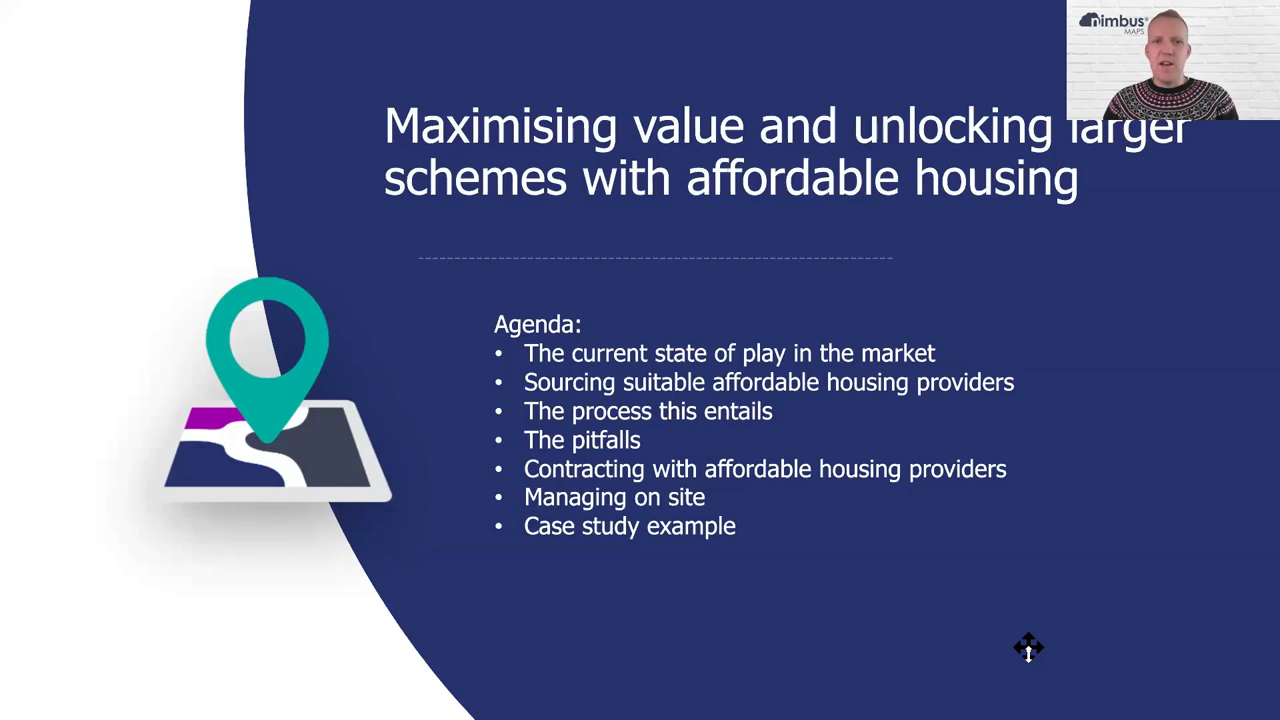 nimbus
MAPS
Maximising value and unlocking larger
schemes with affordable housing
Agenda:
• The current state of play in the market
• Sourcing suitable affordable housing providers
• The process this entails
• The pitfalls
• Contracting with affordable housing providers
• Managing on site
• Case study example